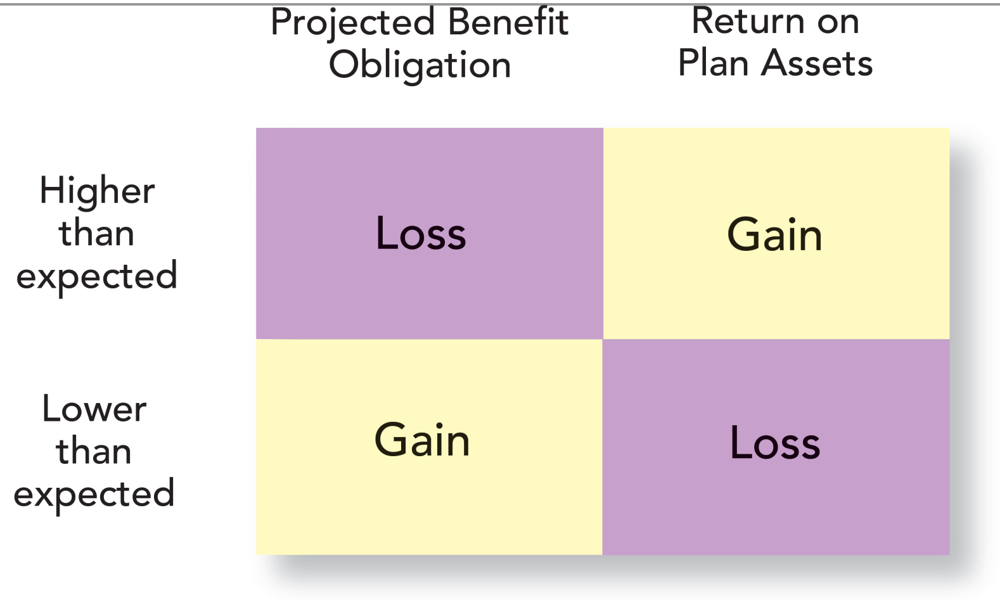 Projected Benefit
Obligation
Return on
Plan Assets
Higher
than
expected
Loss
Gain
Lower
than
expected
Gain
Loss